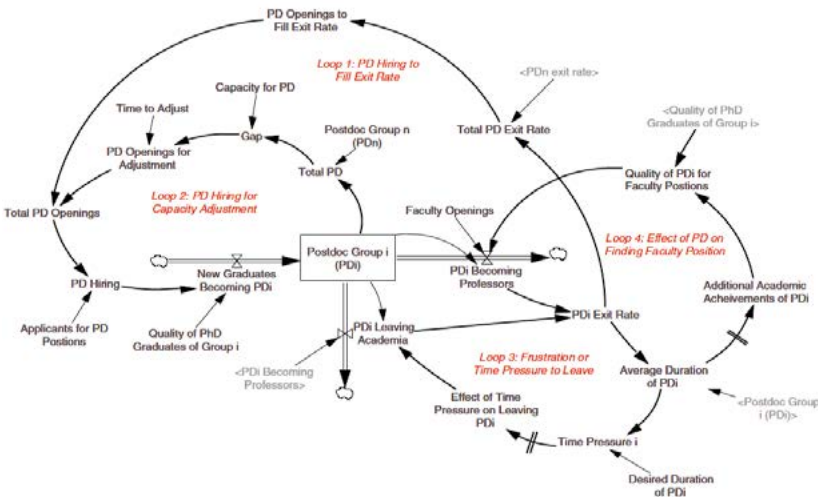 PD Openings to
Fill Exit Rate
Loop 1: PD Hiring to
Fill Exit Rate
<PDn exit rate>
Capacity for PD
Time to Adjust
<Quality of PhD
Graduates of Group i>
Total PD Exit Rate
Gap
Postdoc Group n
(PDn)
PD Openings for
Adjustment
Total PD
Quality of PDi for
Faculty Postions
Loop 2: PD Hiring for
Capacity Adjustment
Total PD Openings
Faculty Openings
Loop 4: Effect of PD on
Finding Faculty Position
Postdoc Group i
(PDi)
PD Hiring
New Graduates
Becoming PDi
PDi Becoming
Professors
Additional Academic
Acheivements of PDi
Applicants for PD
Postions
Quality of PhD
Graduates of Group i
PDi Leaving
Academia
PDi Exit Rate
<PDi Becoming
Professors>
Loop 3: Frustration or
Time Pressure to Leave
Average Duration
of PDi
<Postdoc Group
i (PDi)>
Effect of Time
Pressure on Leaving
PDi
Time Pressure i
Desired Duration
of PDi